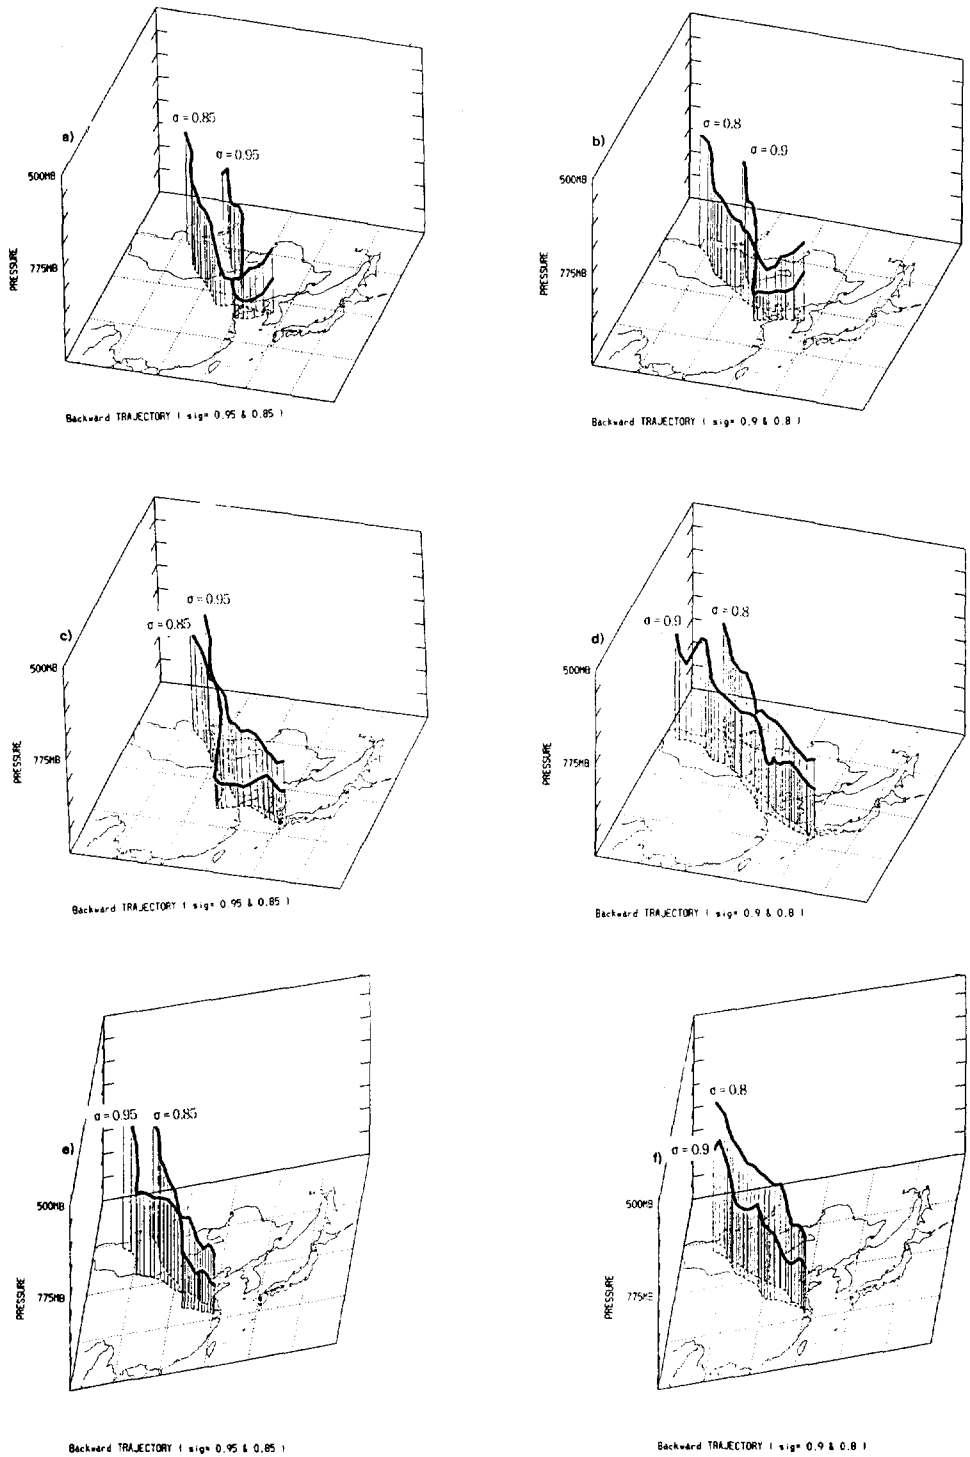 a)
σ = 0.85
σ = 0.95
500MB
775MB
PRESSURE
Backward TRAJECTORY ( sig= 0.95 & 0.85 )
b)
σ = 0.8
σ = 0.9
500MB
775MB
PRESSURE
Backward TRAJECTORY ( sig= 0.9 & 0.8 )
c)
σ = 0.95
σ = 0.85
500MB
775MB
PRESSURE
Backward TRAJECTORY ( sig= 0.95 & 0.85 )
d)
σ = 0.9
σ = 0.8
500MB
775MB
PRESSURE
Backward TRAJECTORY ( sig= 0.9 & 0.8 )
e)
σ = 0.95
σ = 0.85
500MB
775MB
PRESSURE
Backward TRAJECTORY ( sig= 0.95 & 0.85 )
f)
σ = 0.8
σ = 0.9
500MB
775MB
PRESSURE
Backward TRAJECTORY ( sig= 0.9 & 0.8 )